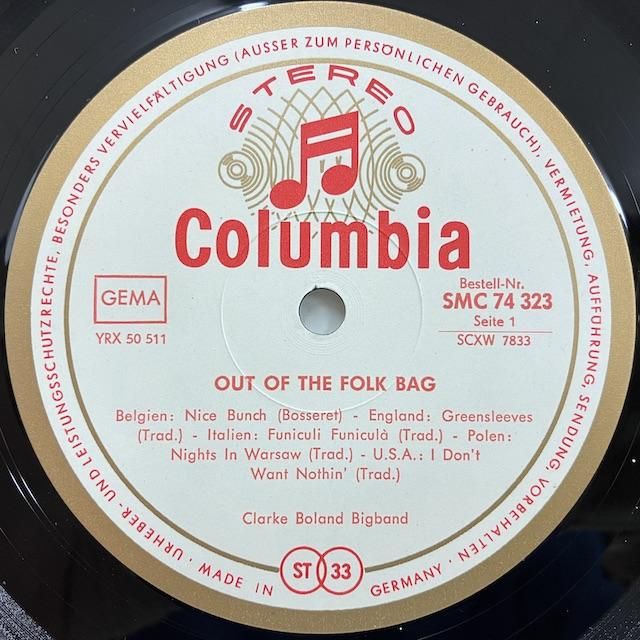 URHEBER- UND LEISTUNGSSCHUTZRECHTE, BESONDERS VERVIELFÄLTIGUNG (AUSSER ZUM PERSÖNLICHEN GEBRAUCH), VERMIETUNG, AUFFÜHRUNG, SENDUNG, VORBEHALTEN ·
STEREO
Columbia
GEMA
YRX 50 511
Bestell-Nr.
SMC 74 323
Seite 1
SCXW 7833
OUT OF THE FOLK BAG
Belgien: Nice Bunch (Bosseret) - England: Greensleeves
(Trad.) - Italien: Funiculi Funiculà (Trad.) - Polen:
Nights In Warsaw (Trad.) - U.S.A.: I Don't
Want Nothin' (Trad.)
Clarke Boland Bigband
MADE IN GERMANY ·
ST 33